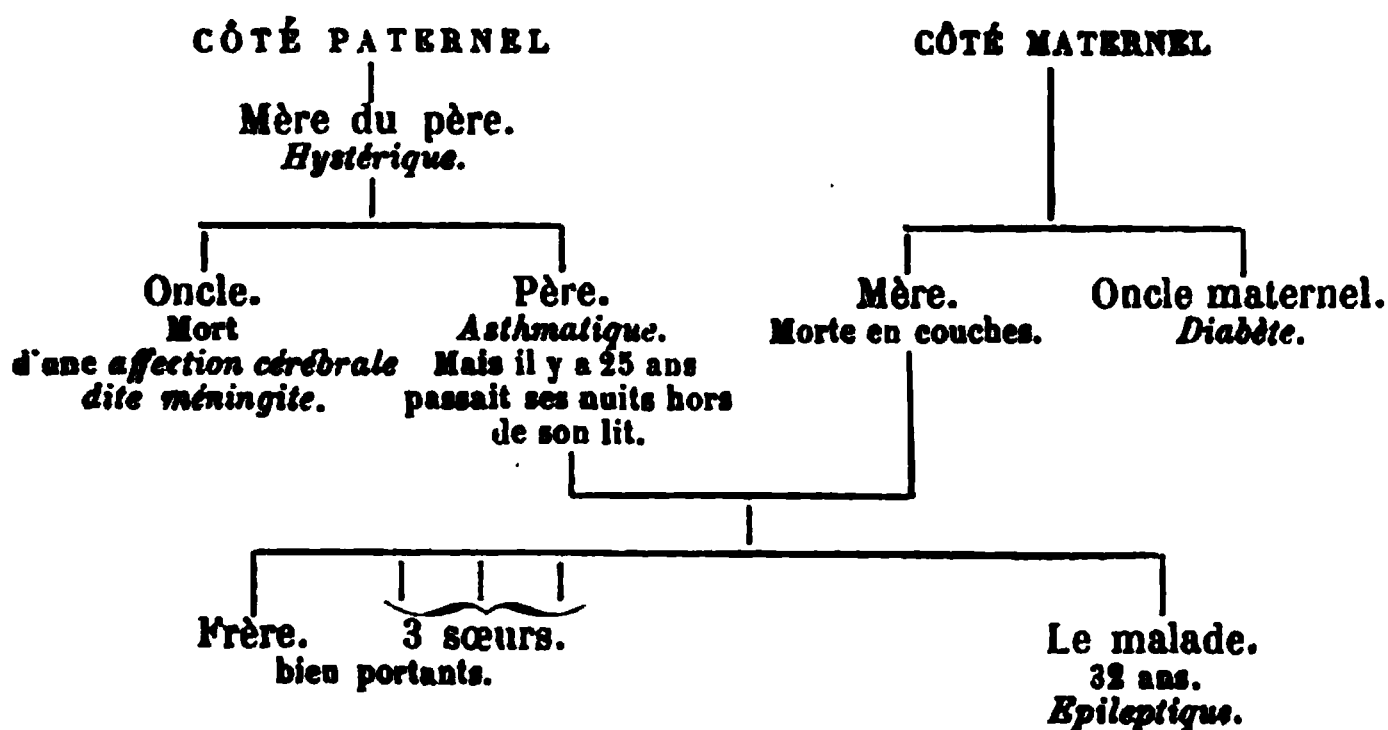 CÔTÉ PATERNEL
CÔTÉ MATERNEL
Mère du père.
Hystérique.
Oncle.
Mort
d'une affection cérébrale
dite méningite.
Père.
Asthmatique.
Mais il y a 25 ans
passait ses nuits hors
de son lit.
Mère.
Morte en couches.
Oncle maternel.
Diabète.
Frère.
3 sœurs.
bien portants.
Le malade.
32 ans.
Epileptique.